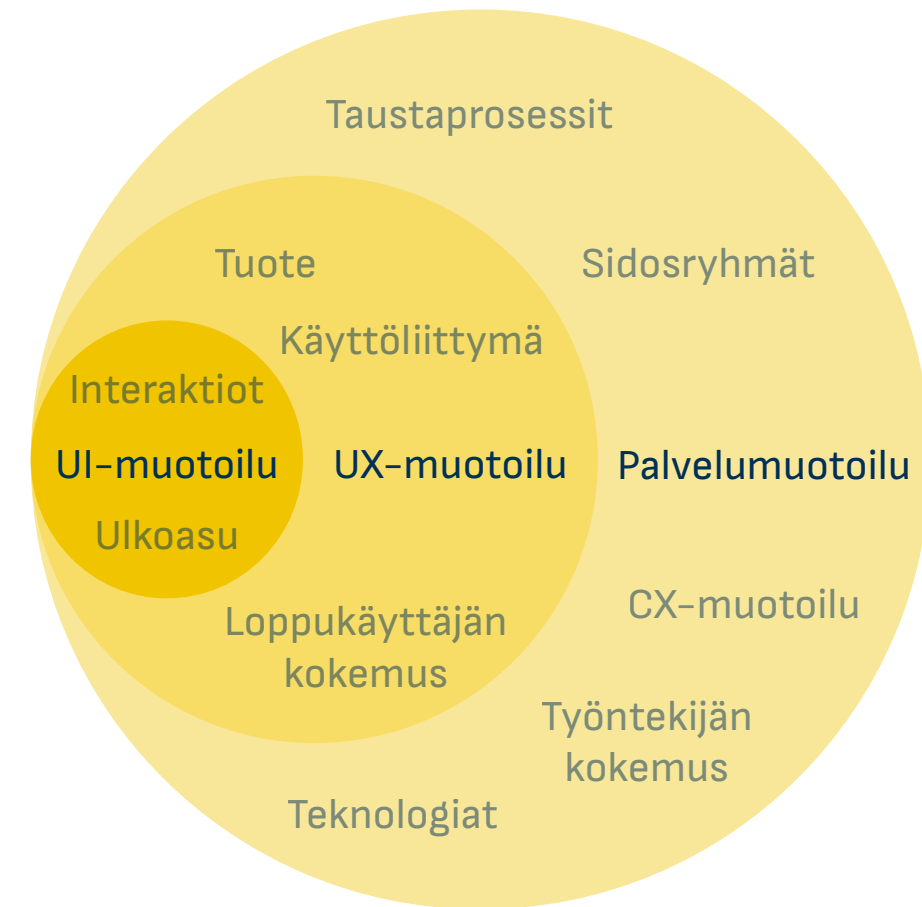 Taustaprosessit
Tuote
Sidosryhmät
Käyttöliittymä
Interaktiot
UI-muotoilu
UX-muotoilu
Palvelumuotoilu
Ulkoasu
CX-muotoilu
Loppukäyttäjän
kokemus
Työntekijän
kokemus
Teknologiat